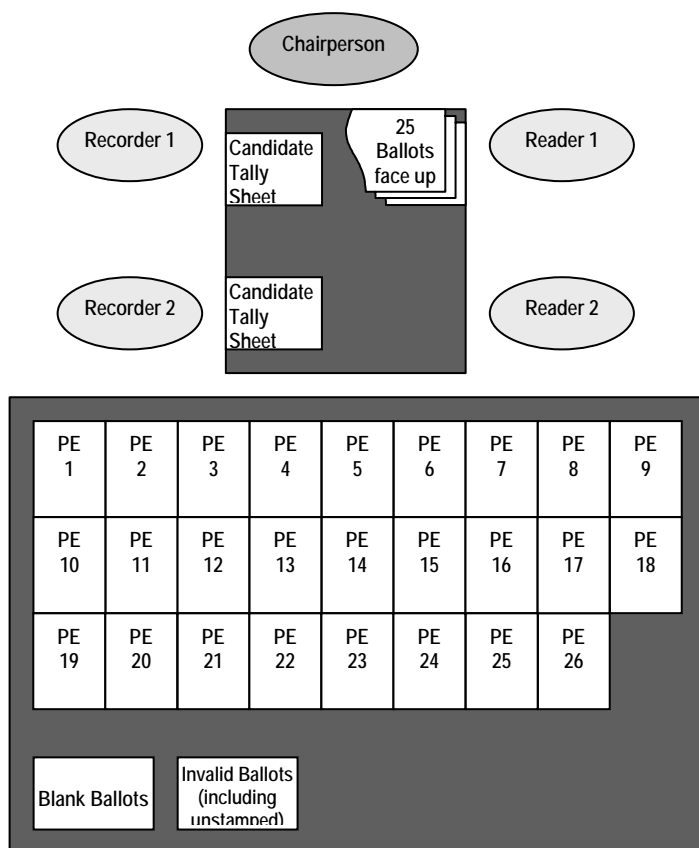 Chairperson
Recorder 1
Candidate
Tally
Sheet
25
Ballots
face up
Reader 1
Recorder 2
Candidate
Tally
Sheet
Reader 2
PE
1
PE
2
PE
3
PE
4
PE
5
PE
6
PE
7
PE
8
PE
9
PE
10
PE
11
PE
12
PE
13
PE
14
PE
15
PE
16
PE
17
PE
18
PE
19
PE
20
PE
21
PE
22
PE
23
PE
24
PE
25
PE
26
Blank Ballots
Invalid Ballots
(including
unstamped)